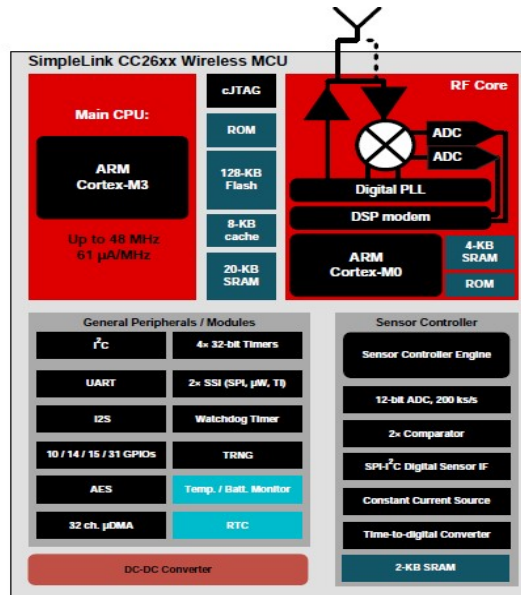 SimpleLink CC26xx Wireless MCU
Main CPU:
ARM
Cortex-M3
Up to 48 MHz
61 µA/MHz
cJTAG
ROM
128-KB
Flash
8-KB
cache
20-KB
SRAM
RF Core
ADC
ADC
Digital PLL
DSP modem
ARM
Cortex-M0
4-KB
SRAM
ROM
General Peripherals / Modules
I²C
4× 32-bit Timers
UART
2× SSI (SPI, µW, TI)
I2S
Watchdog Timer
10 / 14 / 15 / 31 GPIOs
TRNG
AES
Temp. / Batt. Monitor
32 ch. µDMA
RTC
DC-DC Converter
Sensor Controller
Sensor Controller Engine
12-bit ADC, 200 ks/s
2× Comparator
SPI-I²C Digital Sensor IF
Constant Current Source
Time-to-digital Converter
2-KB SRAM